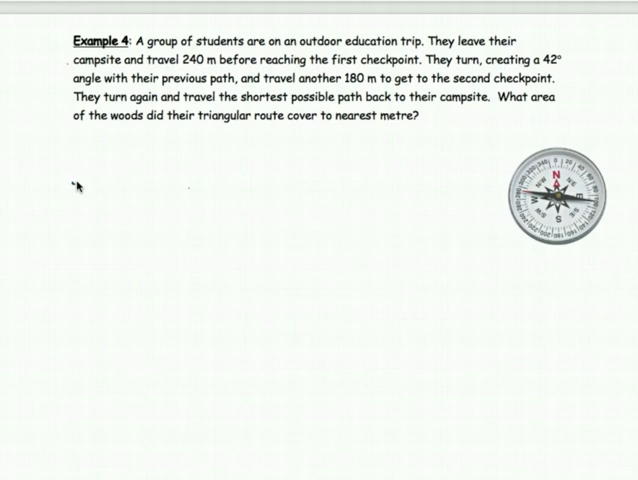 Example 4: A group of students are on an outdoor education trip. They leave their
campsite and travel 240 m before reaching the first checkpoint. They turn, creating a 42°
angle with their previous path, and travel another 180 m to get to the second checkpoint.
They turn again and travel the shortest possible path back to their campsite. What area
of the woods did their triangular route cover to nearest metre?
N
N/W N/E
W E
S/W S/E
S